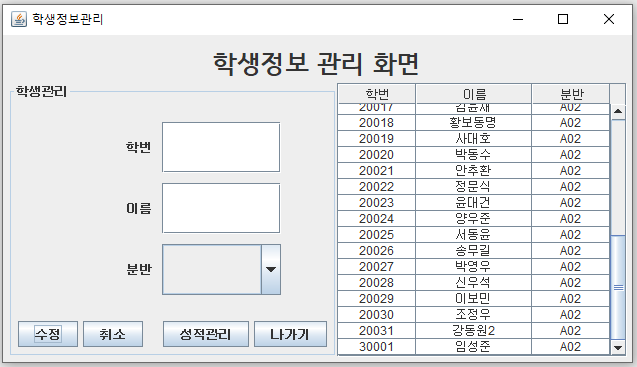 학생정보관리
학생정보 관리 화면
학생관리
학번
이름
분반
수정 취소 성적관리 나가기
학번 이름 분반
20017 김윤재 A02
20018 황보동명 A02
20019 사대호 A02
20020 박동수 A02
20021 안추환 A02
20022 정문식 A02
20023 윤대건 A02
20024 양우준 A02
20025 서동윤 A02
20026 송무길 A02
20027 박영우 A02
20028 신우석 A02
20029 이보민 A02
20030 조정우 A02
20031 강동원2 A02
30001 임성준 A02